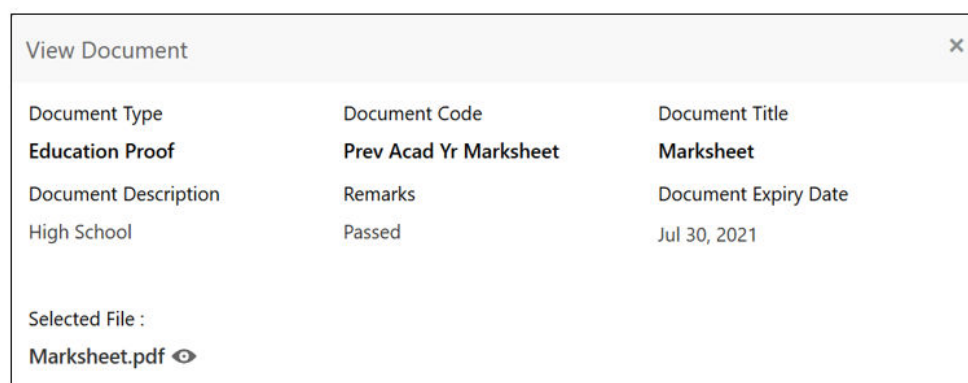 View Document ×
Document Type Document Code Document Title
Education Proof Prev Acad Yr Marksheet Marksheet
Document Description Remarks Document Expiry Date
High School Passed Jul 30, 2021
Selected File :
Marksheet.pdf